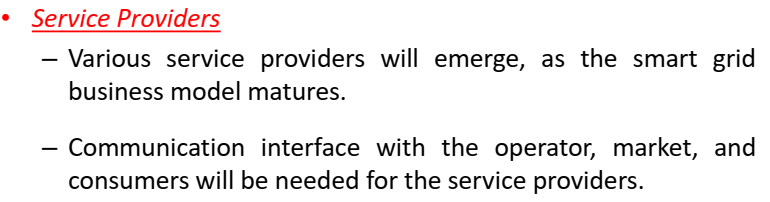 • Service Providers
– Various service providers will emerge, as the smart grid
business model matures.
– Communication interface with the operator, market, and
consumers will be needed for the service providers.